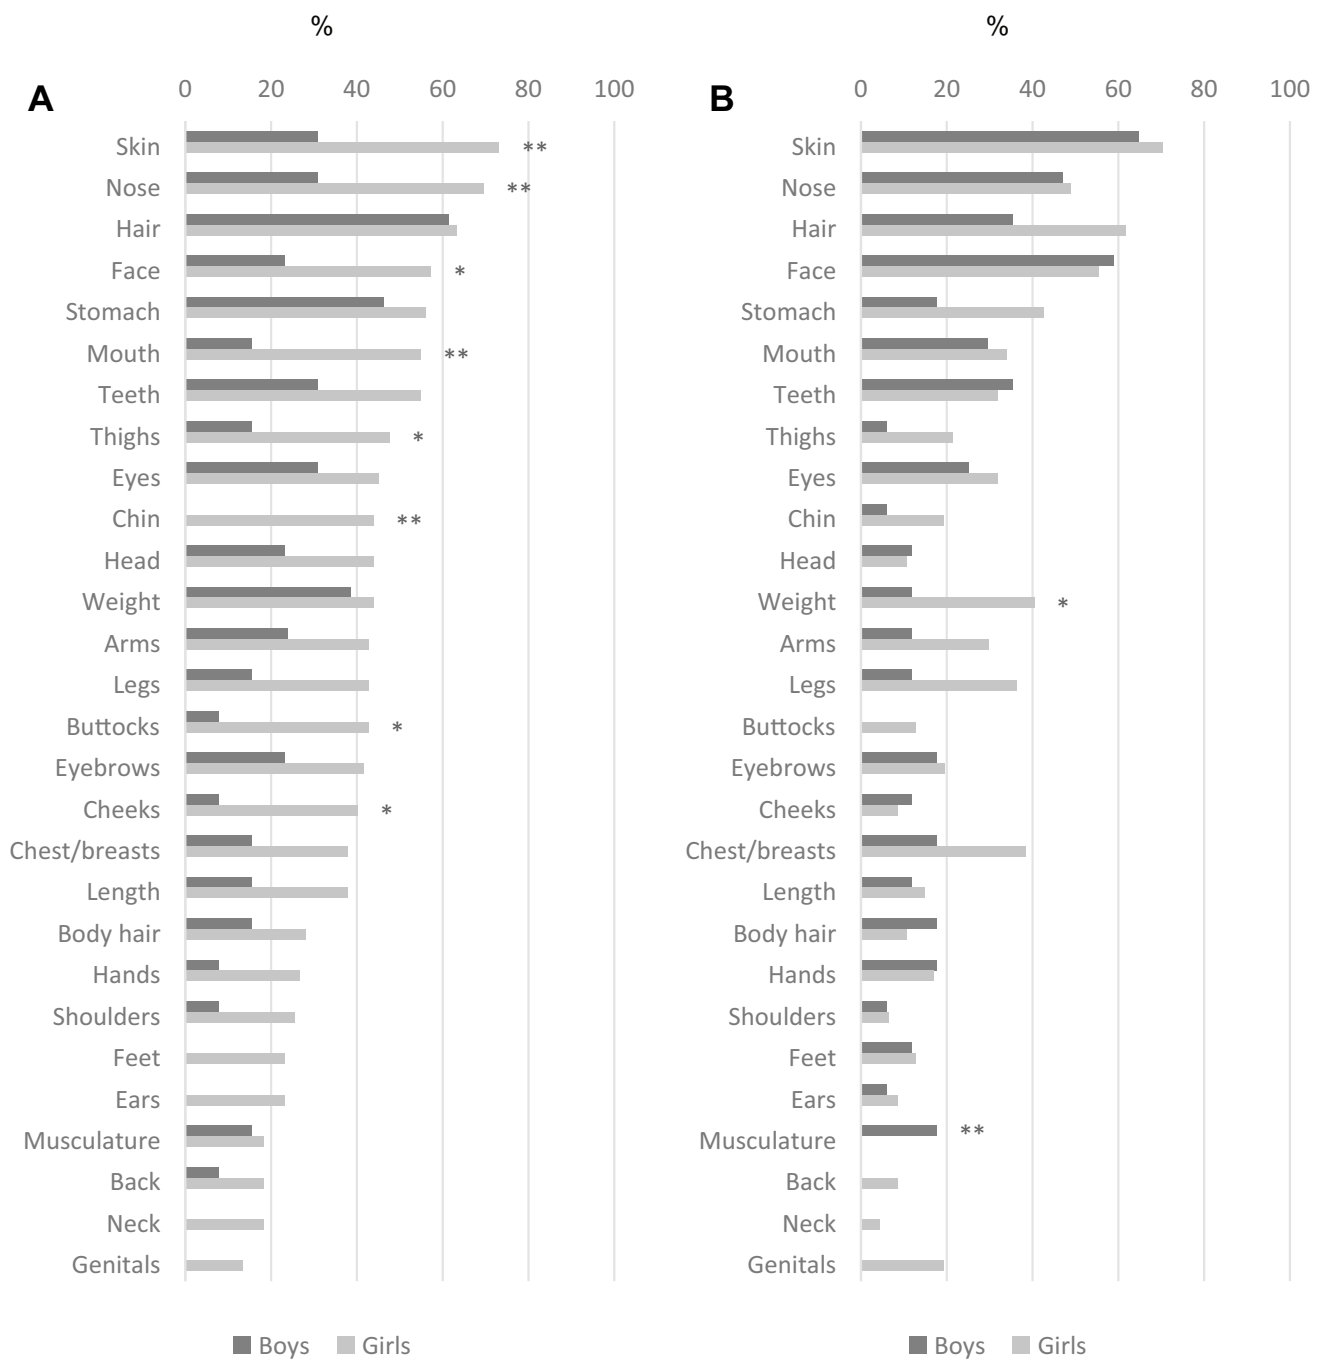 %
A
0 20 40 60 80 100
Skin **
Nose **
Hair
Face *
Stomach
Mouth **
Teeth
Thighs *
Eyes
Chin **
Head
Weight
Arms
Legs
Buttocks *
Eyebrows
Cheeks *
Chest/breasts
Length
Body hair
Hands
Shoulders
Feet
Ears
Musculature
Back
Neck
Genitals
Boys Girls
%
B
0 20 40 60 80 100
Skin
Nose
Hair
Face
Stomach
Mouth
Teeth
Thighs
Eyes
Chin
Head
Weight *
Arms
Legs
Buttocks
Eyebrows
Cheeks
Chest/breasts
Length
Body hair
Hands
Shoulders
Feet
Ears
Musculature **
Back
Neck
Genitals
Boys Girls